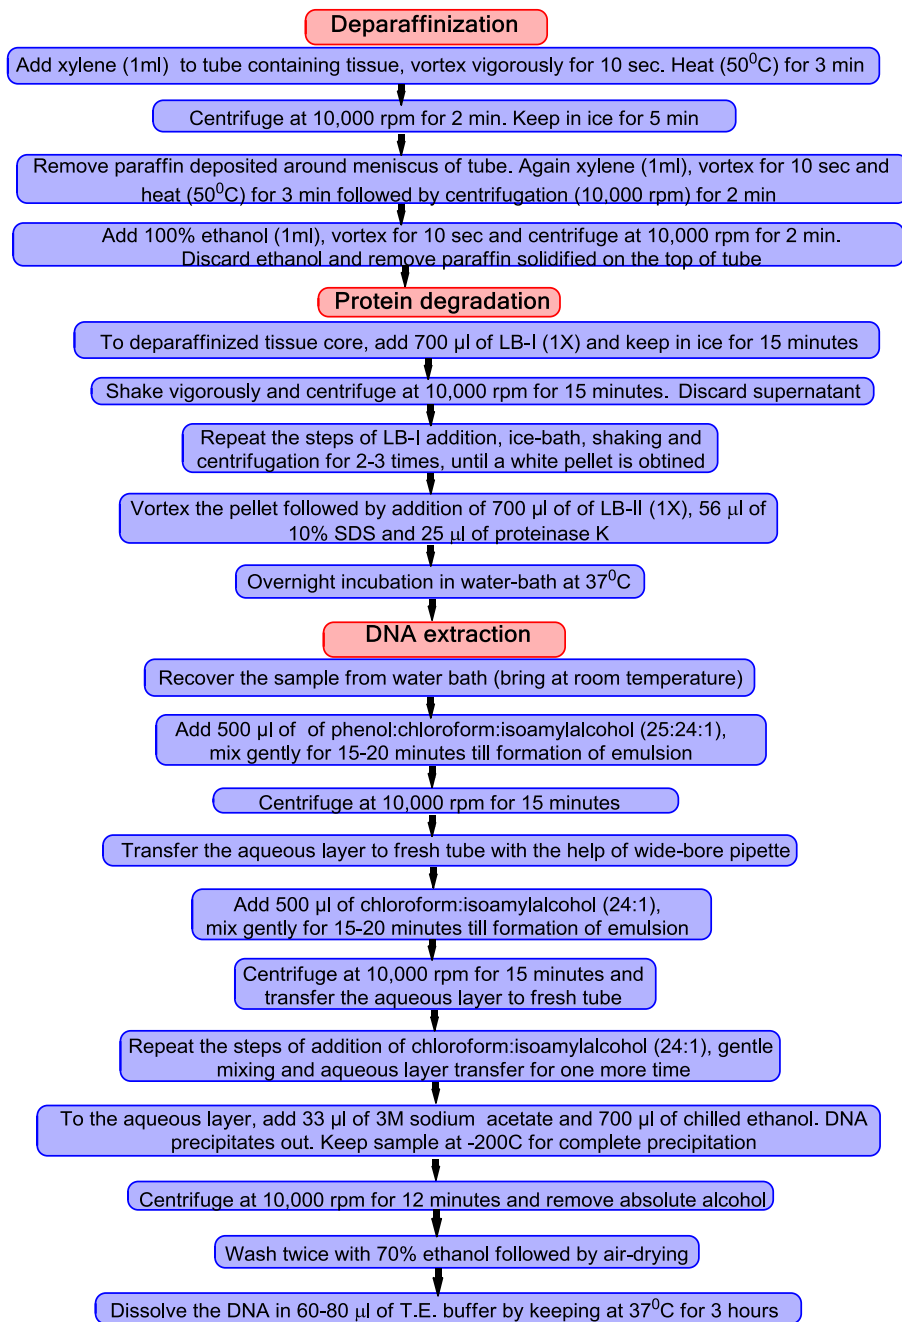 Deparaffinization
Add xylene (1ml) to tube containing tissue, vortex vigorously for 10 sec. Heat (50⁰C) for 3 min
Centrifuge at 10,000 rpm for 2 min. Keep in ice for 5 min
Remove paraffin deposited around meniscus of tube. Again xylene (1ml), vortex for 10 sec and
heat (50⁰C) for 3 min followed by centrifugation (10,000 rpm) for 2 min
Add 100% ethanol (1ml), vortex for 10 sec and centrifuge at 10,000 rpm for 2 min.
Discard ethanol and remove paraffin solidified on the top of tube
Protein degradation
To deparaffinized tissue core, add 700 µl of LB-I (1X) and keep in ice for 15 minutes
Shake vigorously and centrifuge at 10,000 rpm for 15 minutes. Discard supernatant
Repeat the steps of LB-I addition, ice-bath, shaking and
centrifugation for 2-3 times, until a white pellet is obtined
Vortex the pellet followed by addition of 700 µl of of LB-II (1X), 56 µl of
10% SDS and 25 µl of proteinase K
Overnight incubation in water-bath at 37⁰C
DNA extraction
Recover the sample from water bath (bring at room temperature)
Add 500 µl of of phenol:chloroform:isoamylalcohol (25:24:1),
mix gently for 15-20 minutes till formation of emulsion
Centrifuge at 10,000 rpm for 15 minutes
Transfer the aqueous layer to fresh tube with the help of wide-bore pipette
Add 500 µl of chloroform:isoamylalcohol (24:1),
mix gently for 15-20 minutes till formation of emulsion
Centrifuge at 10,000 rpm for 15 minutes and
transfer the aqueous layer to fresh tube
Repeat the steps of addition of chloroform:isoamylalcohol (24:1), gentle
mixing and aqueous layer transfer for one more time
To the aqueous layer, add 33 µl of 3M sodium acetate and 700 µl of chilled ethanol. DNA
precipitates out. Keep sample at -200C for complete precipitation
Centrifuge at 10,000 rpm for 12 minutes and remove absolute alcohol
Wash twice with 70% ethanol followed by air-drying
Dissolve the DNA in 60-80 µl of T.E. buffer by keeping at 37⁰C for 3 hours